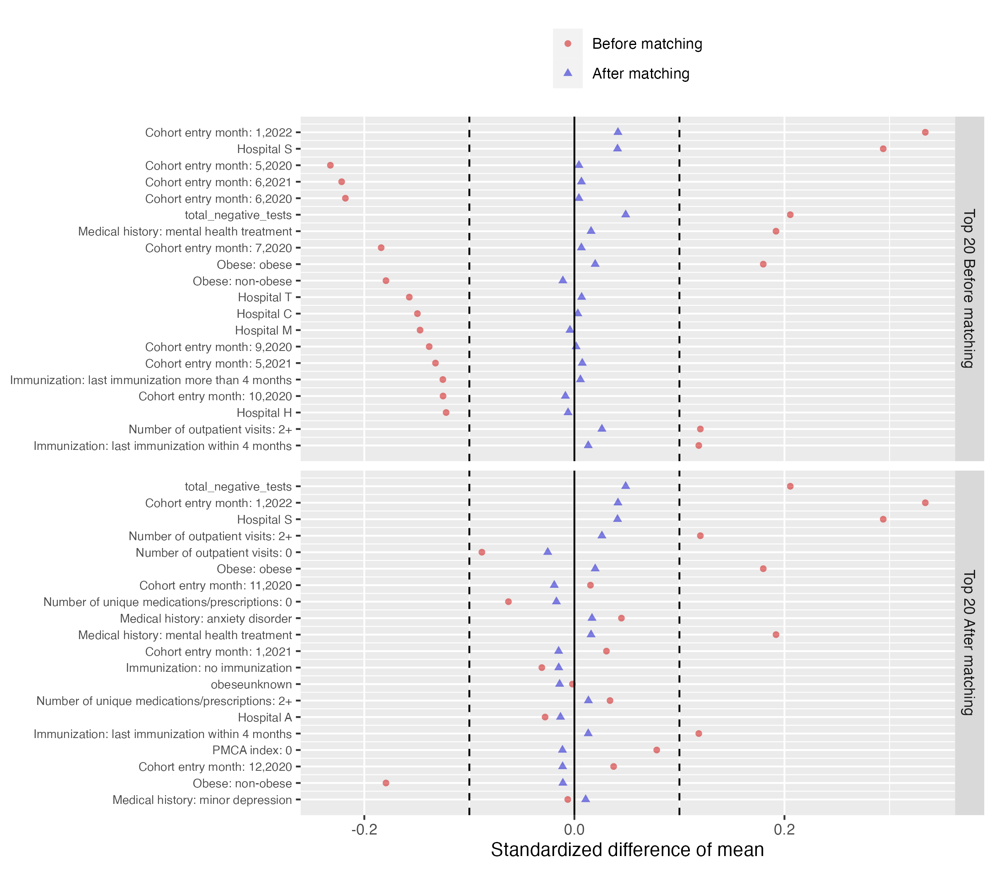 Before matching
After matching
Cohort entry month: 1,2022
Hospital S
Cohort entry month: 5,2020
Cohort entry month: 6,2021
Cohort entry month: 6,2020
total_negative_tests
Medical history: mental health treatment
Cohort entry month: 7,2020
Obese: obese
Obese: non-obese
Hospital T
Hospital C
Hospital M
Cohort entry month: 9,2020
Cohort entry month: 5,2021
Immunization: last immunization more than 4 months
Cohort entry month: 10,2020
Hospital H
Number of outpatient visits: 2+
Immunization: last immunization within 4 months
Top 20 Before matching
total_negative_tests
Cohort entry month: 1,2022
Hospital S
Number of outpatient visits: 2+
Number of outpatient visits: 0
Obese: obese
Cohort entry month: 11,2020
Number of unique medications/prescriptions: 0
Medical history: anxiety disorder
Medical history: mental health treatment
Cohort entry month: 1,2021
Immunization: no immunization
obeseunknown
Number of unique medications/prescriptions: 2+
Hospital A
Immunization: last immunization within 4 months
PMCA index: 0
Cohort entry month: 12,2020
Obese: non-obese
Medical history: minor depression
Top 20 After matching
-0.2 0.0 0.2
Standardized difference of mean